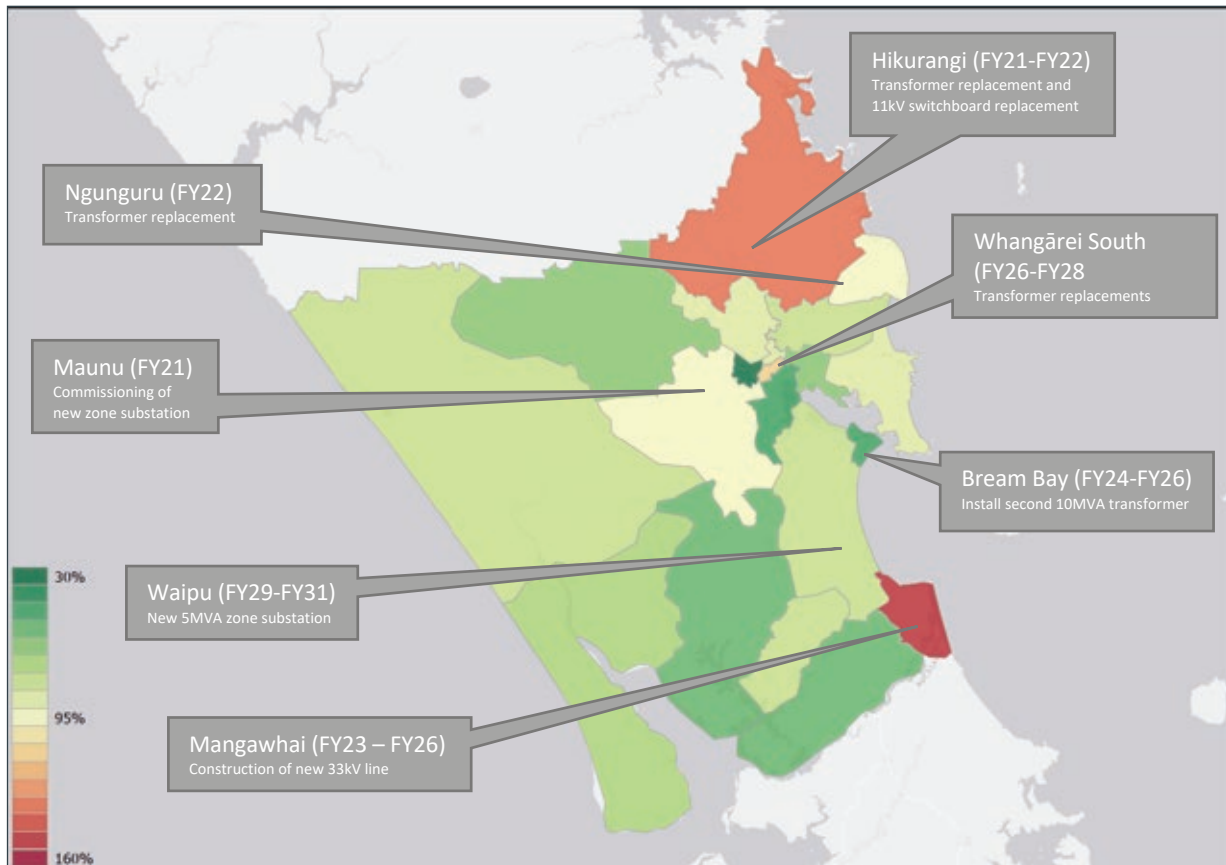 Hikurangi (FY21-FY22)
Transformer replacement and
11kV switchboard replacement
Ngunguru (FY22)
Transformer replacement
Whangārei South
(FY26-FY28
Transformer replacements
Maunu (FY21)
Commissioning of
new zone substation
Bream Bay (FY24-FY26)
Install second 10MVA transformer
30%
Waipu (FY29-FY31)
New 5MVA zone substation
95%
Mangawhai (FY23 – FY26)
Construction of new 33kV line
160%